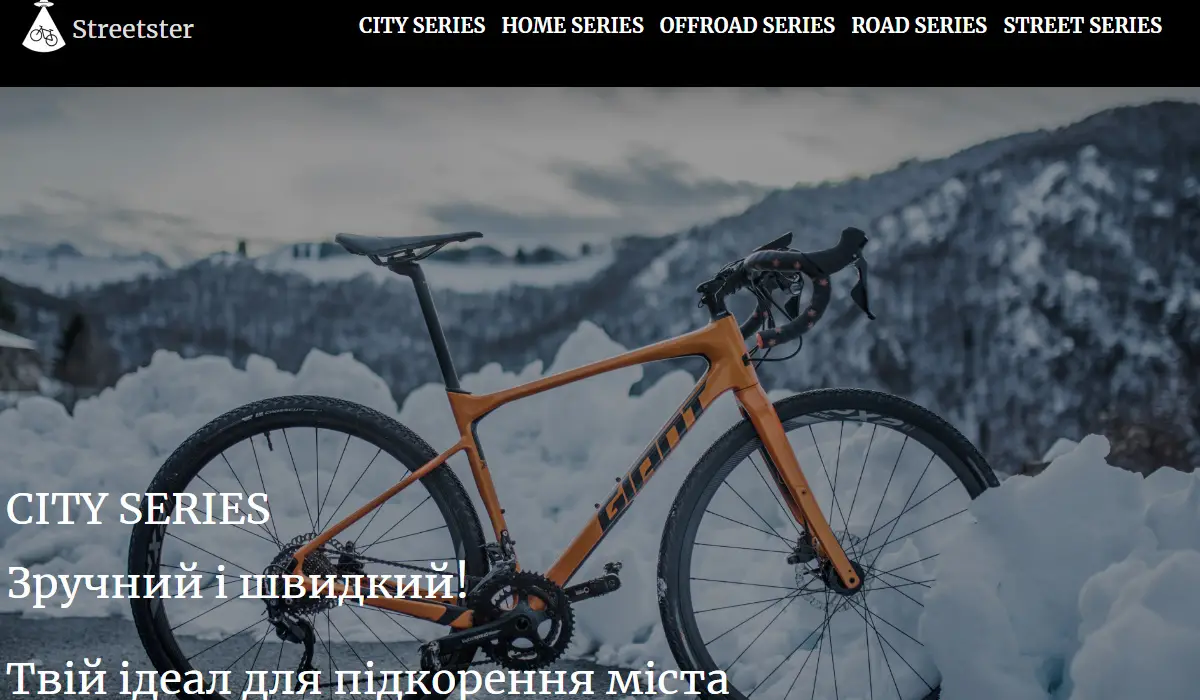 Streetster
CITY SERIES HOME SERIES OFFROAD SERIES ROAD SERIES STREET SERIES
GIANT
CITY SERIES
Зручний і швидкий!
Твій ідеал для підкорення міста